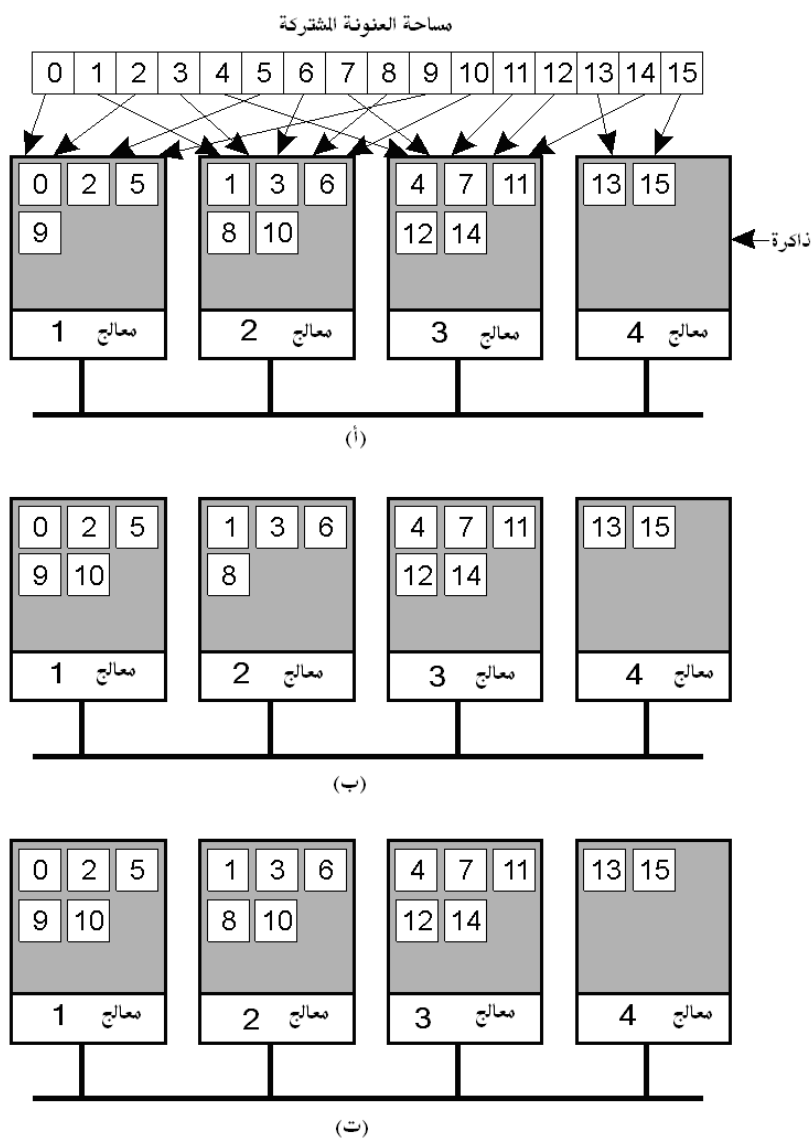 مساحة العنونة المشتركة
0 1 2 3 4 5 6 7 8 9 10 11 12 13 14 15
0 2 5 1 3 6 4 7 11 13 15
9 8 10 12 14
ذاكرة
معالج 1 معالج 2 معالج 3 معالج 4
(أ)
0 2 5 1 3 6 4 7 11 13 15
9 10 8 12 14
معالج 1 معالج 2 معالج 3 معالج 4
(ب)
0 2 5 1 3 6 4 7 11 13 15
9 10 8 10 12 14
معالج 1 معالج 2 معالج 3 معالج 4
(ت)